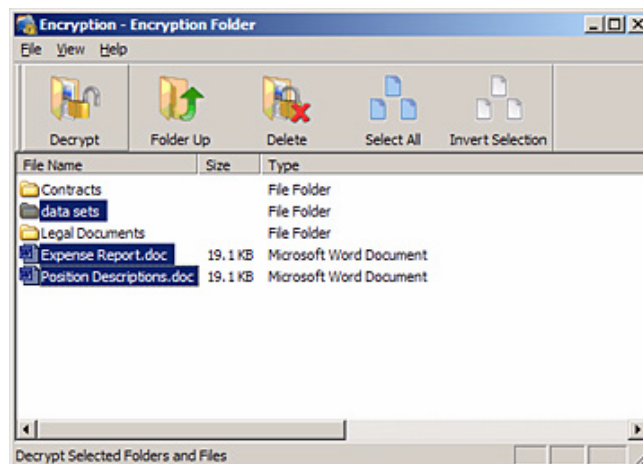 Encryption - Encryption Folder
File View Help
Decrypt Folder Up Delete Select All Invert Selection
File Name Size Type
Contracts File Folder
data sets File Folder
Legal Documents File Folder
Expense Report.doc 19.1 KB Microsoft Word Document
Position Descriptions.doc 19.1 KB Microsoft Word Document
Decrypt Selected Folders and Files